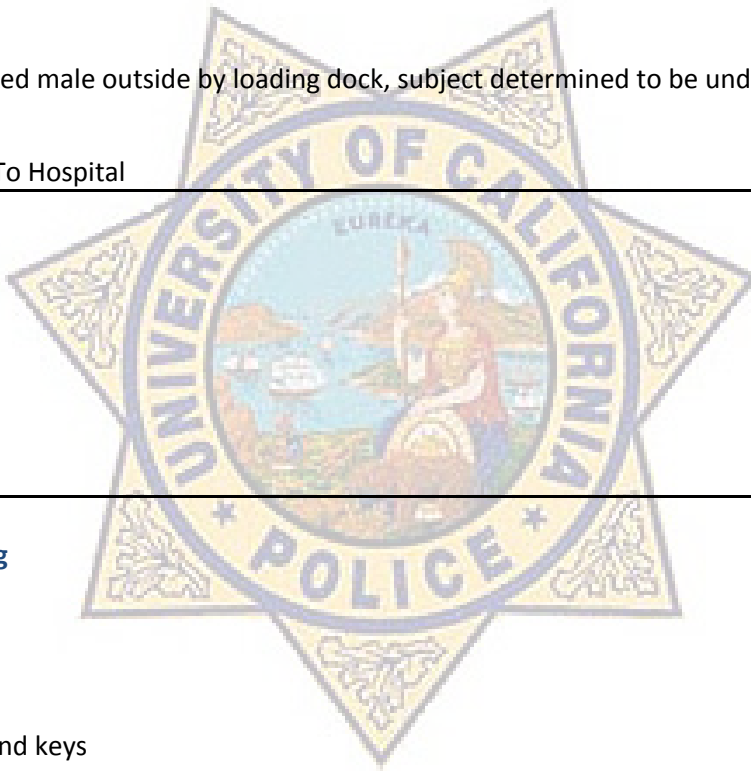 ed male outside by loading dock, subject determined to be und
To Hospital
EUREKA
UNIVERSITY OF CALIFORNIA
POLICE
g
nd keys